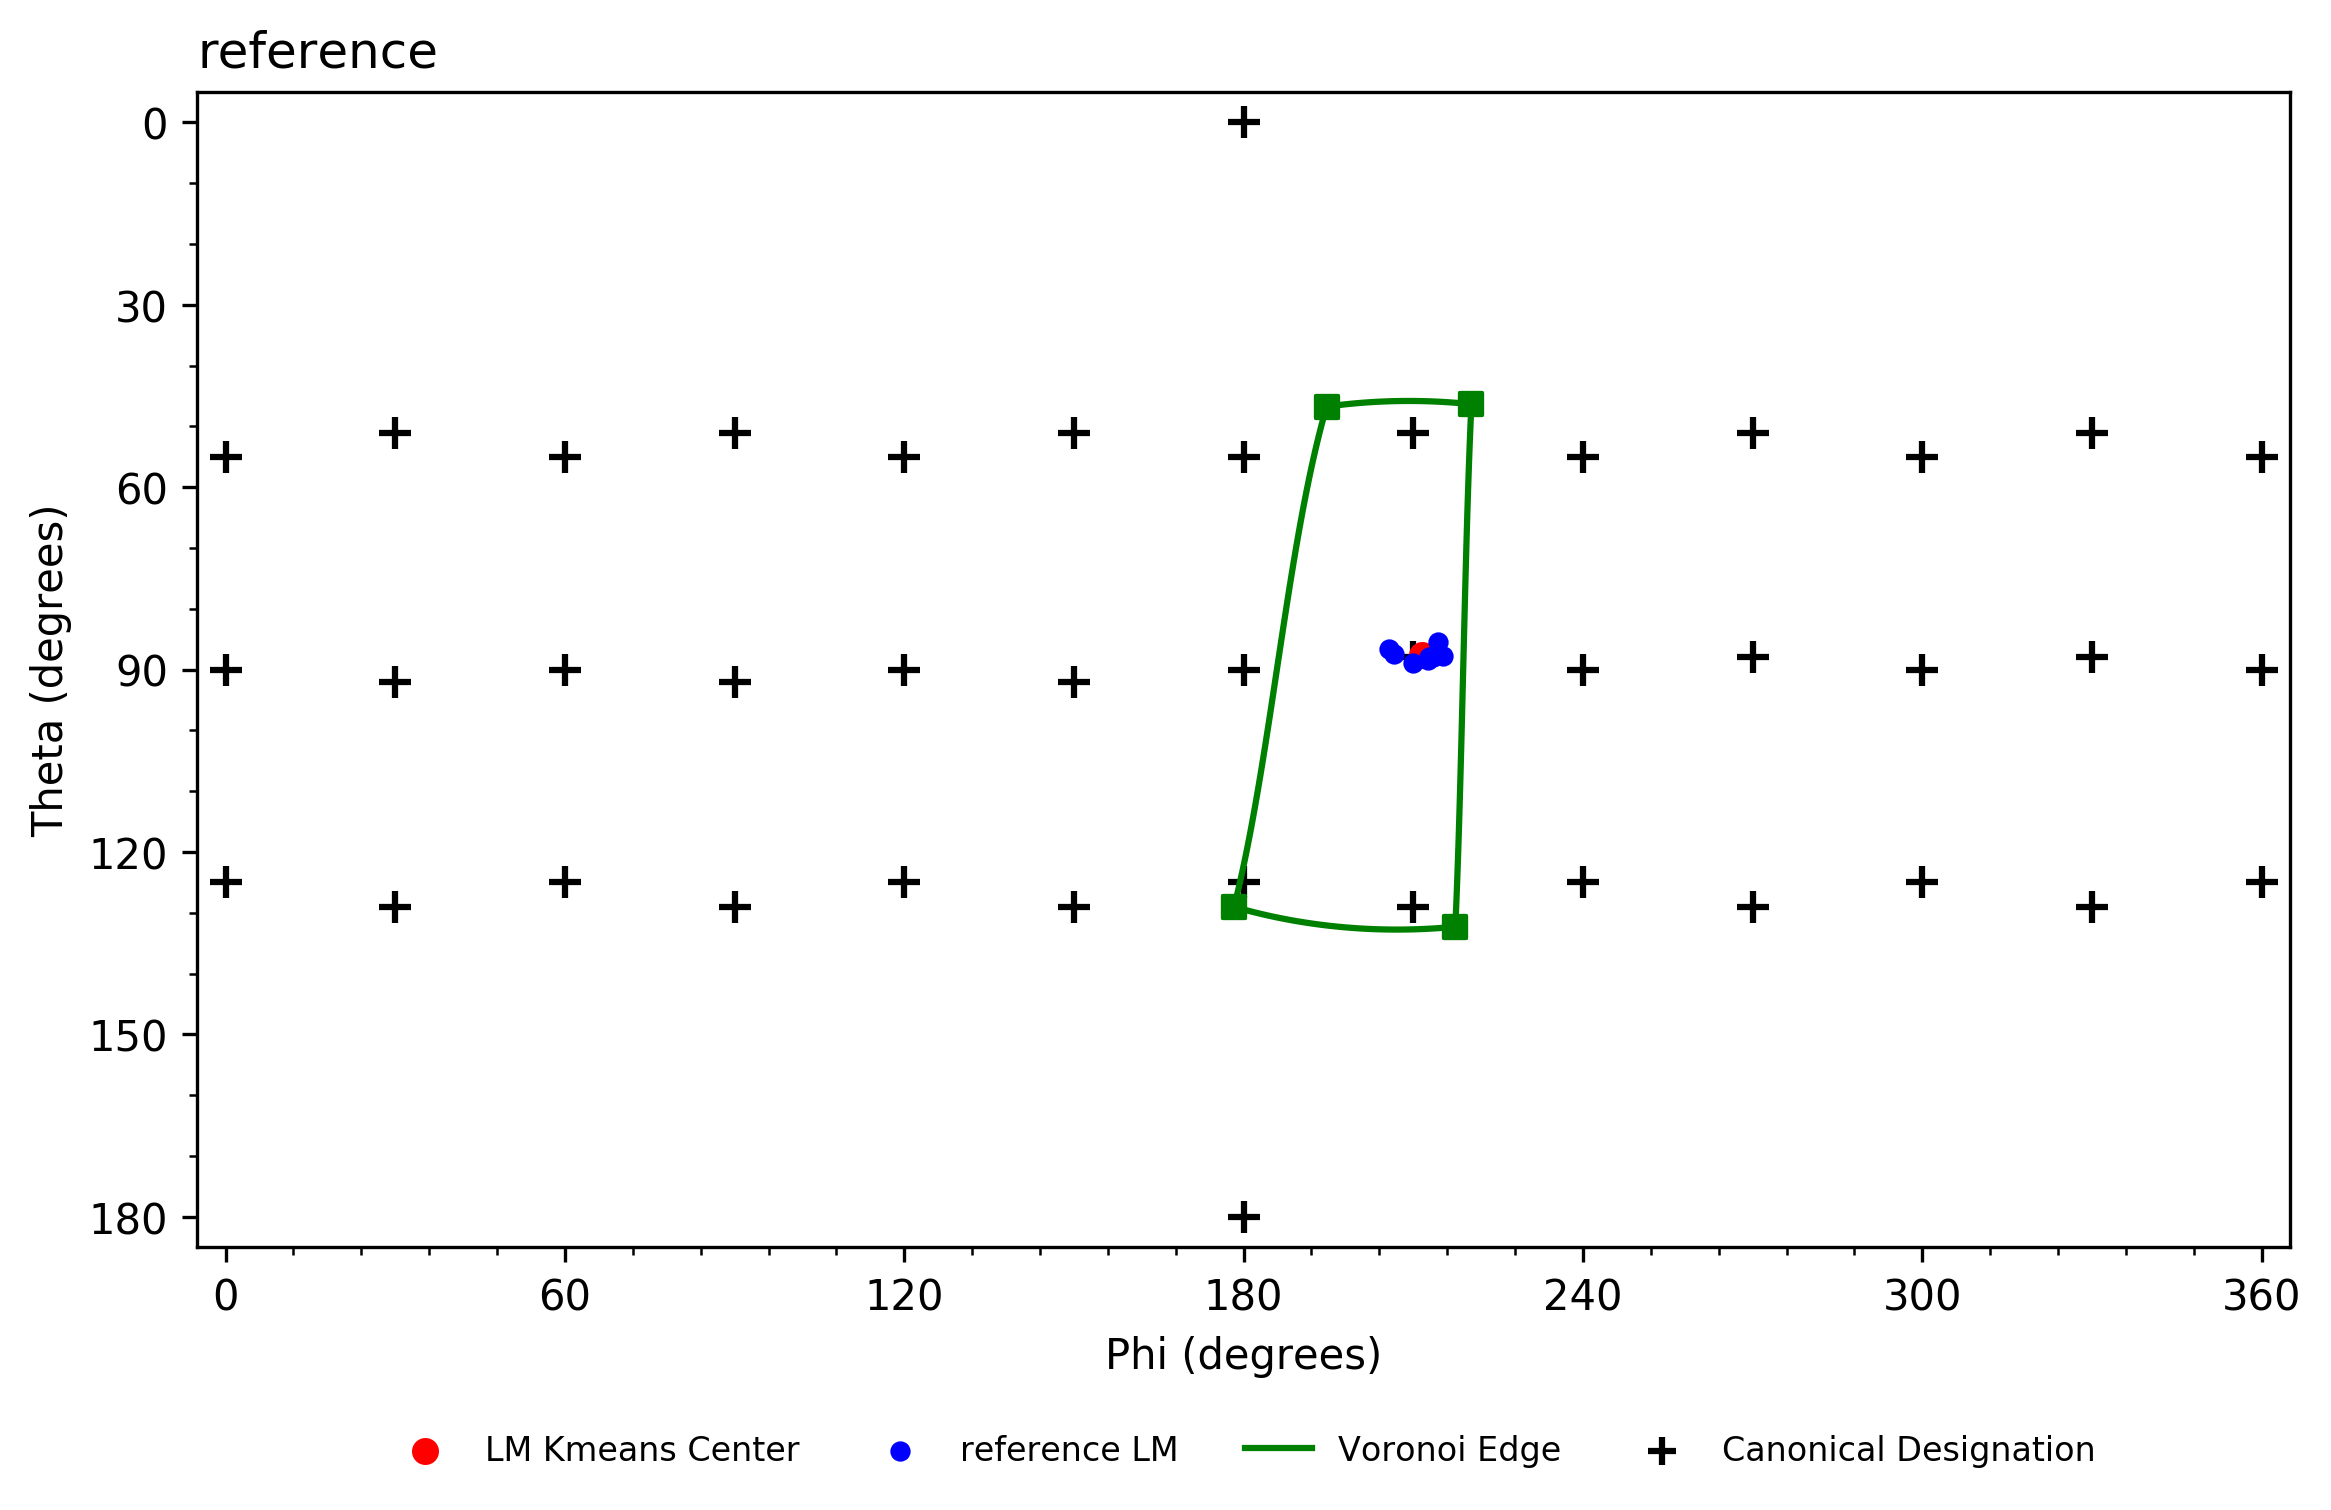 reference
0
30
60
90
120
150
180
Theta (degrees)
0 60 120 180 240 300 360
Phi (degrees)
LM Kmeans Center reference LM Voronoi Edge Canonical Designation